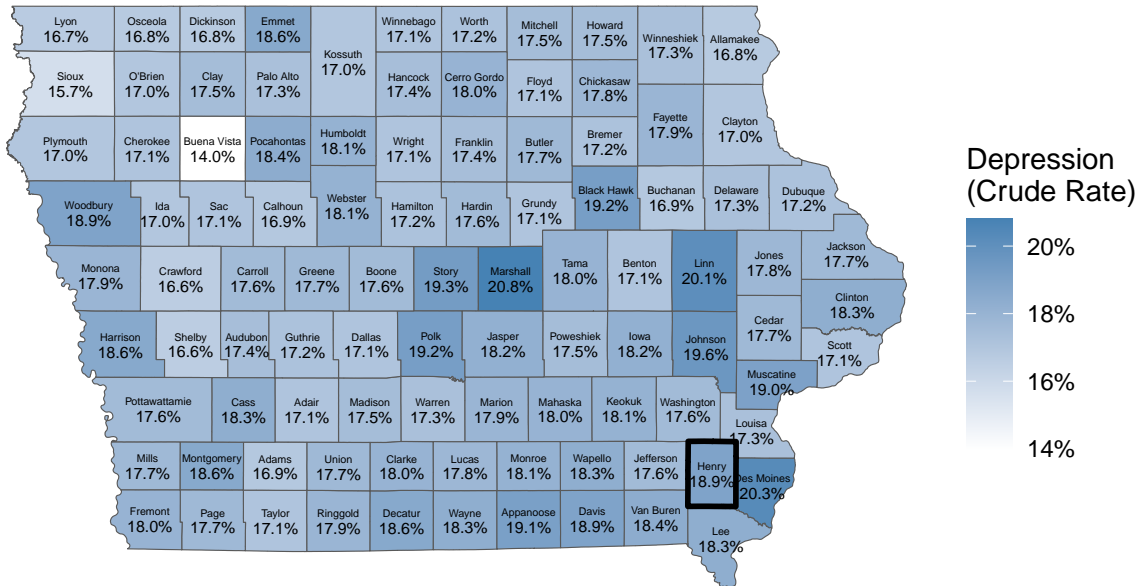 Lyon
16.7%
Osceola
16.8%
Dickinson
16.8%
Emmet
18.6%
Kossuth
17.0%
Winnebago
17.1%
Worth
17.2%
Mitchell
17.5%
Howard
17.5%
Winneshiek
17.3%
Allamakee
16.8%
Sioux
15.7%
O'Brien
17.0%
Clay
17.5%
Palo Alto
17.3%
Hancock
17.4%
Cerro Gordo
18.0%
Floyd
17.1%
Chickasaw
17.8%
Fayette
17.9%
Clayton
17.0%
Plymouth
17.0%
Cherokee
17.1%
Buena Vista
14.0%
Pocahontas
18.4%
Humboldt
18.1%
Wright
17.1%
Franklin
17.4%
Butler
17.7%
Bremer
17.2%
Woodbury
18.9%
Ida
17.0%
Sac
17.1%
Calhoun
16.9%
Webster
18.1%
Hamilton
17.2%
Hardin
17.6%
Grundy
17.1%
Black Hawk
19.2%
Buchanan
16.9%
Delaware
17.3%
Dubuque
17.2%
Monona
17.9%
Crawford
16.6%
Carroll
17.6%
Greene
17.7%
Boone
17.6%
Story
19.3%
Marshall
20.8%
Tama
18.0%
Benton
17.1%
Linn
20.1%
Jones
17.8%
Jackson
17.7%
Clinton
18.3%
Harrison
18.6%
Shelby
16.6%
Audubon
17.4%
Guthrie
17.2%
Dallas
17.1%
Polk
19.2%
Jasper
18.2%
Poweshiek
17.5%
Iowa
18.2%
Johnson
19.6%
Cedar
17.7%
Scott
17.1%
Muscatine
19.0%
Pottawattamie
17.6%
Cass
18.3%
Adair
17.1%
Madison
17.5%
Warren
17.3%
Marion
17.9%
Mahaska
18.0%
Keokuk
18.1%
Washington
17.6%
Louisa
17.3%
Mills
17.7%
Montgomery
18.6%
Adams
16.9%
Union
17.7%
Clarke
18.0%
Lucas
17.8%
Monroe
18.1%
Wapello
18.3%
Jefferson
17.6%
Henry
18.9%
Des Moines
20.3%
Fremont
18.0%
Page
17.7%
Taylor
17.1%
Ringgold
17.9%
Decatur
18.6%
Wayne
18.3%
Appanoose
19.1%
Davis
18.9%
Van Buren
18.4%
Lee
18.3%
Depression
(Crude Rate)
20%
18%
16%
14%